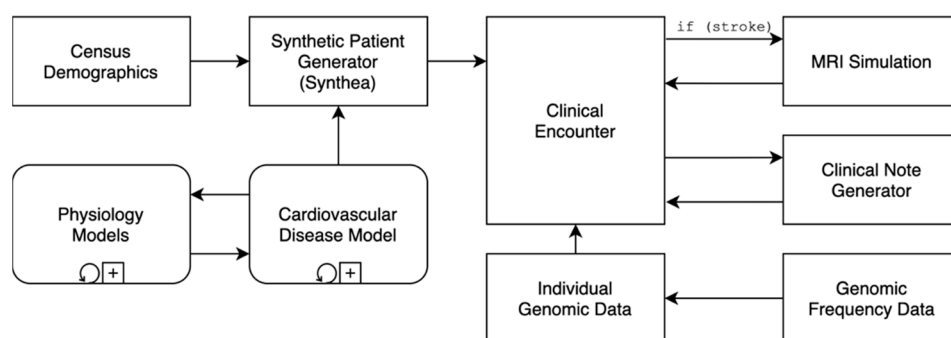 Census
Demographics
Synthetic Patient
Generator
(Synthea)
Clinical
Encounter
if (stroke)
MRI Simulation
Clinical Note
Generator
Physiology
Models
+
Cardiovascular
Disease Model
+
Individual
Genomic Data
Genomic
Frequency Data